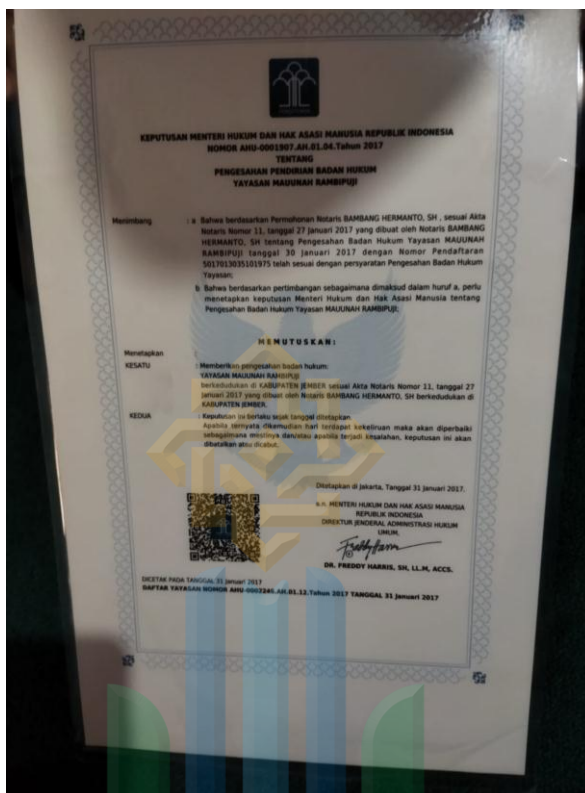 KEPUTUSAN MENTERI HUKUM DAN HAK ASASI MANUSIA REPUBLIK INDONESIA
NOMOR AHU-0001907.AH.01.04.Tahun 2017
TENTANG
PENGESAHAN PENDIRIAN BADAN HUKUM
YAYASAN MAUUNAH RAMBIPUJI
Menimbang : a Bahwa berdasarkan Permohonan Notaris BAMBANG HERMANTO, SH , sesuai Akta
Notaris Nomor 11, tanggal 27 Januari 2017 yang dibuat oleh Notaris BAMBANG
HERMANTO, SH tentang Pengesahan Badan Hukum Yayasan MAUUNAH
RAMBIPUJI tanggal 30 Januari 2017 dengan Nomor Pendaftaran
5017013035101975 telah sesuai dengan persyaratan Pengesahan Badan Hukum
Yayasan;
b Bahwa berdasarkan pertimbangan sebagaimana dimaksud dalam huruf a, perlu
menetapkan keputusan Menteri Hukum dan Hak Asasi Manusia tentang
Pengesahan Badan Hukum Yayasan MAUUNAH RAMBIPUJI;
MEMUTUSKAN:
Menetapkan
KESATU : Memberikan pengesahan badan hukum:
YAYASAN MAUUNAH RAMBIPUJI
berkedudukan di KABUPATEN JEMBER sesuai Akta Notaris Nomor 11, tanggal 27
Januari 2017 yang dibuat oleh Notaris BAMBANG HERMANTO, SH berkedudukan di
KABUPATEN JEMBER.
KEDUA : Keputusan ini berlaku sejak tanggal ditetapkan.
Apabila ternyata dikemudian hari terdapat kekeliruan maka akan diperbaiki
sebagaimana mestinya dan/atau apabila terjadi kesalahan, keputusan ini akan
dibatalkan atau dicabut.
Ditetapkan di Jakarta, Tanggal 31 Januari 2017.
a.n. MENTERI HUKUM DAN HAK ASASI MANUSIA
REPUBLIK INDONESIA
DIREKTUR JENDERAL ADMINISTRASI HUKUM
UMUM,
DR. FREDDY HARRIS, SH, LL.M, ACCS.
DICETAK PADA TANGGAL 31 Januari 2017
DAFTAR YAYASAN NOMOR AHU-0002245.AH.01.12.Tahun 2017 TANGGAL 31 Januari 2017